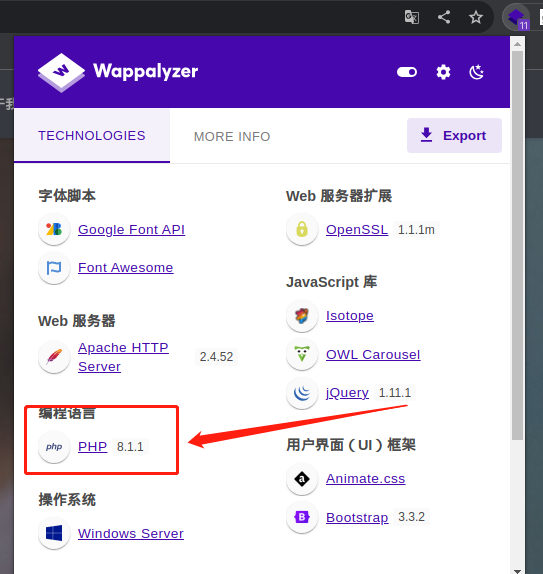 11
Wappalyzer
TECHNOLOGIES
MORE INFO
Export
字体脚本
Google Font API
Font Awesome
Web 服务器
Apache HTTP
Server
2.4.52
编程语言
php
PHP 8.1.1
操作系统
Windows Server
Web 服务器扩展
OpenSSL 1.1.1m
JavaScript 库
Isotope
OWL Carousel
jQuery 1.11.1
用户界面（UI）框架
a
Animate.css
B
Bootstrap 3.3.2